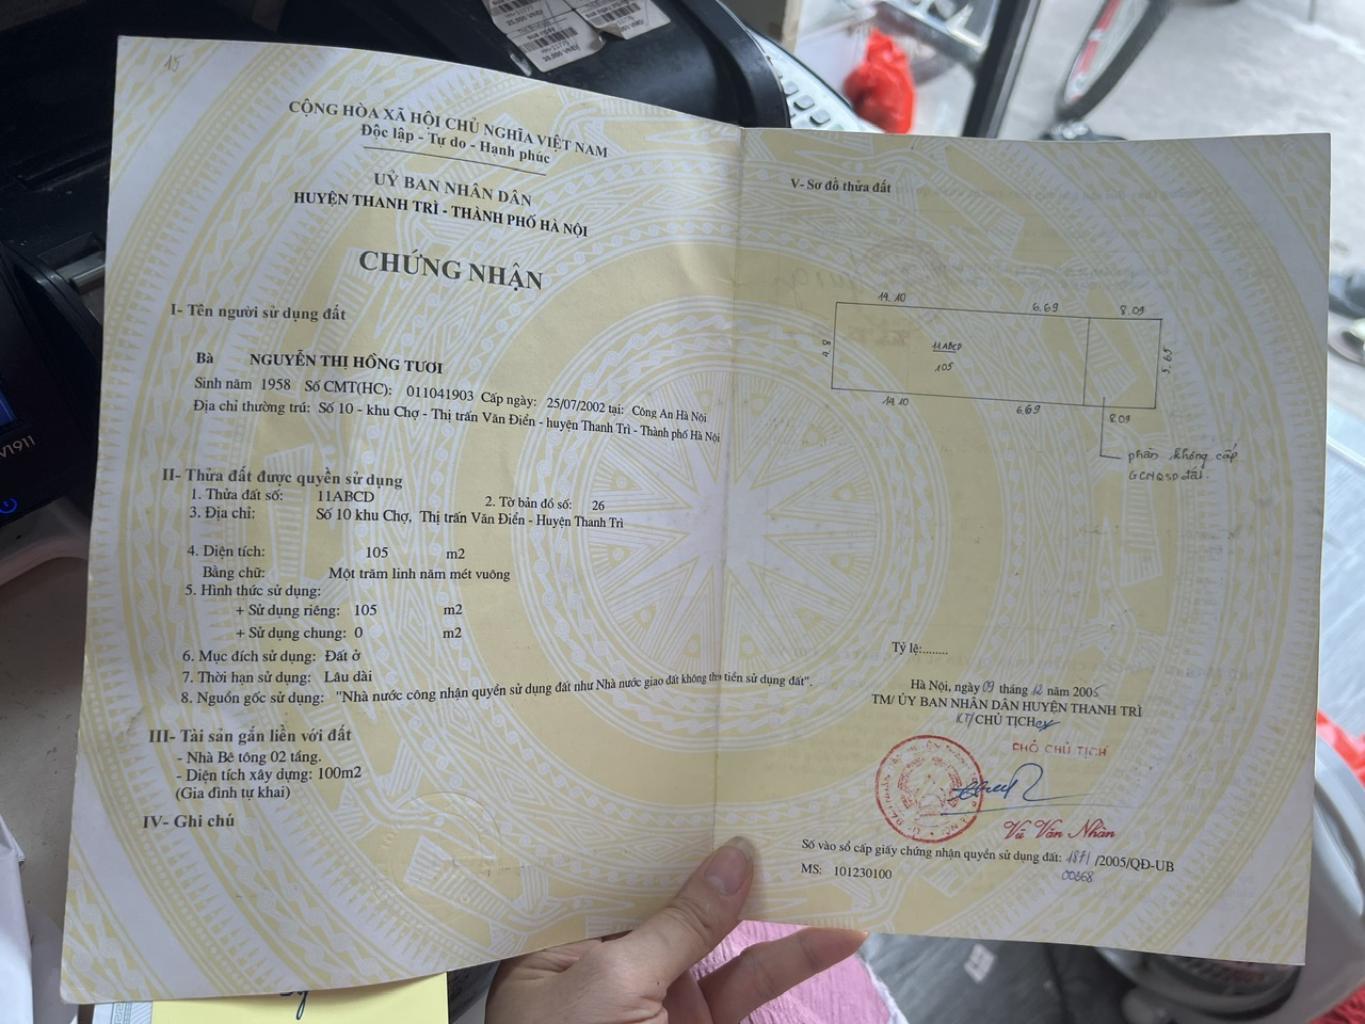 15
CỘNG HÒA XÃ HỘI CHỦ NGHĨA VIỆT NAM
Độc lập - Tự do - Hạnh phúc
UỶ BAN NHÂN DÂN
HUYỆN THANH TRÌ - THÀNH PHỐ HÀ NỘI
CHỨNG NHẬN
I- Tên người sử dụng đất
Bà NGUYỄN THỊ HỒNG TƯƠI
Sinh năm 1958 Số CMT(HC): 011041903 Cấp ngày: 25/07/2002 tại: Công An Hà Nội
Địa chỉ thường trú: Số 10 - khu Chợ - Thị trấn Văn Điển - huyện Thanh Trì - Thành phố Hà Nội
II- Thửa đất được quyền sử dụng
1. Thửa đất số: 11ABCD 2. Tờ bản đồ số: 26
3. Địa chỉ: Số 10 khu Chợ, Thị trấn Văn Điển - Huyện Thanh Trì
4. Diện tích: 105 m2
Bằng chữ: Một trăm linh năm mét vuông
5. Hình thức sử dụng:
+ Sử dụng riêng: 105 m2
+ Sử dụng chung: 0 m2
6. Mục đích sử dụng: Đất ở
7. Thời hạn sử dụng: Lâu dài
8. Nguồn gốc sử dụng: "Nhà nước công nhận quyền sử dụng đất như Nhà nước giao đất không thu tiền sử dụng đất".
III- Tài sản gắn liền với đất
- Nhà Bê tông 02 tầng.
- Diện tích xây dựng: 100m2
(Gia đình tự khai)
IV- Ghi chú
V- Sơ đồ thửa đất
14.10 6.69 8.09
4.8 11ABCD 5.65
105
14.10 6.69 8.09
phần không cấp
GCNQSD đất.
Tỷ lệ:........
Hà Nội, ngày 09 tháng 12 năm 2005
TM/ ỦY BAN NHÂN DÂN HUYỆN THANH TRÌ
KT/ CHỦ TỊCH
PHÓ CHỦ TỊCH
Vũ Văn Nhàn
Số vào sổ cấp giấy chứng nhận quyền sử dụng đất: 1871 /2005/QĐ-UB
00868
MS: 101230100
V1911